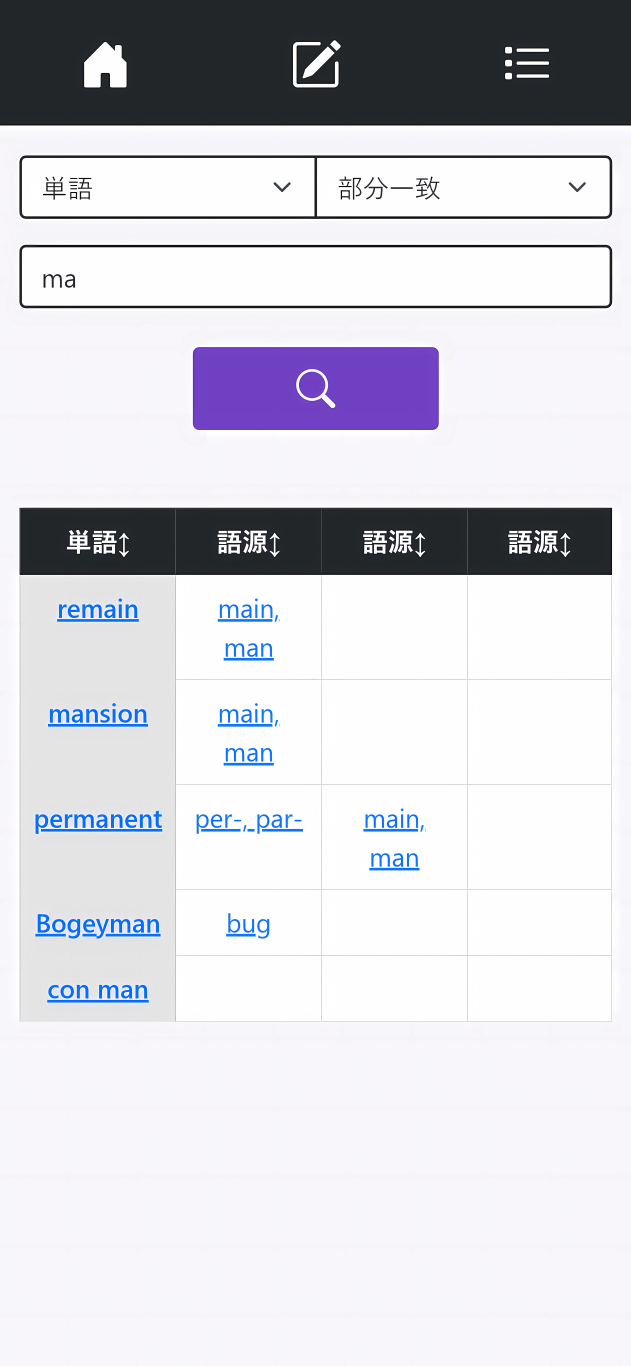 単語 部分一致
ma
単語↕ 語源↕ 語源↕ 語源↕
remain main,
man
mansion main,
man
permanent per-, par- main,
man
Bogeyman bug
con man